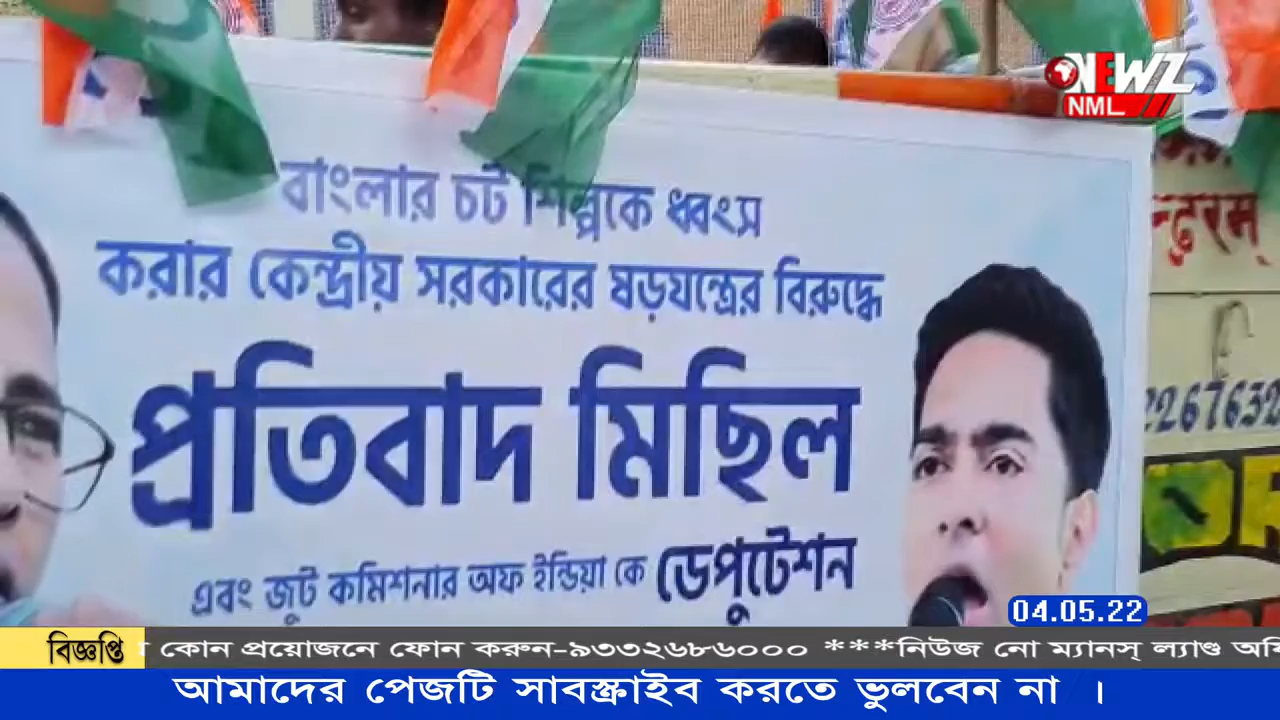 NEWZ
NML
বাংলার চট শিল্পকে ধ্বংস
করার কেন্দ্রীয় সরকারের ষড়যন্ত্রের বিরুদ্ধে
প্রতিবাদ মিছিল
এবং জুট কমিশনার অফ ইন্ডিয়া কে ডেপুটেশন
2267632
04.05.22
বিজ্ঞপ্তি
কোন প্রয়োজনে ফোন করুন-৯৩৩২৬৮৬০০০ ***নিউজ নো ম্যানস্ ল্যাণ্ড
আমাদের পেজটি সাবস্ক্রাইব করতে ভুলবেন না ।